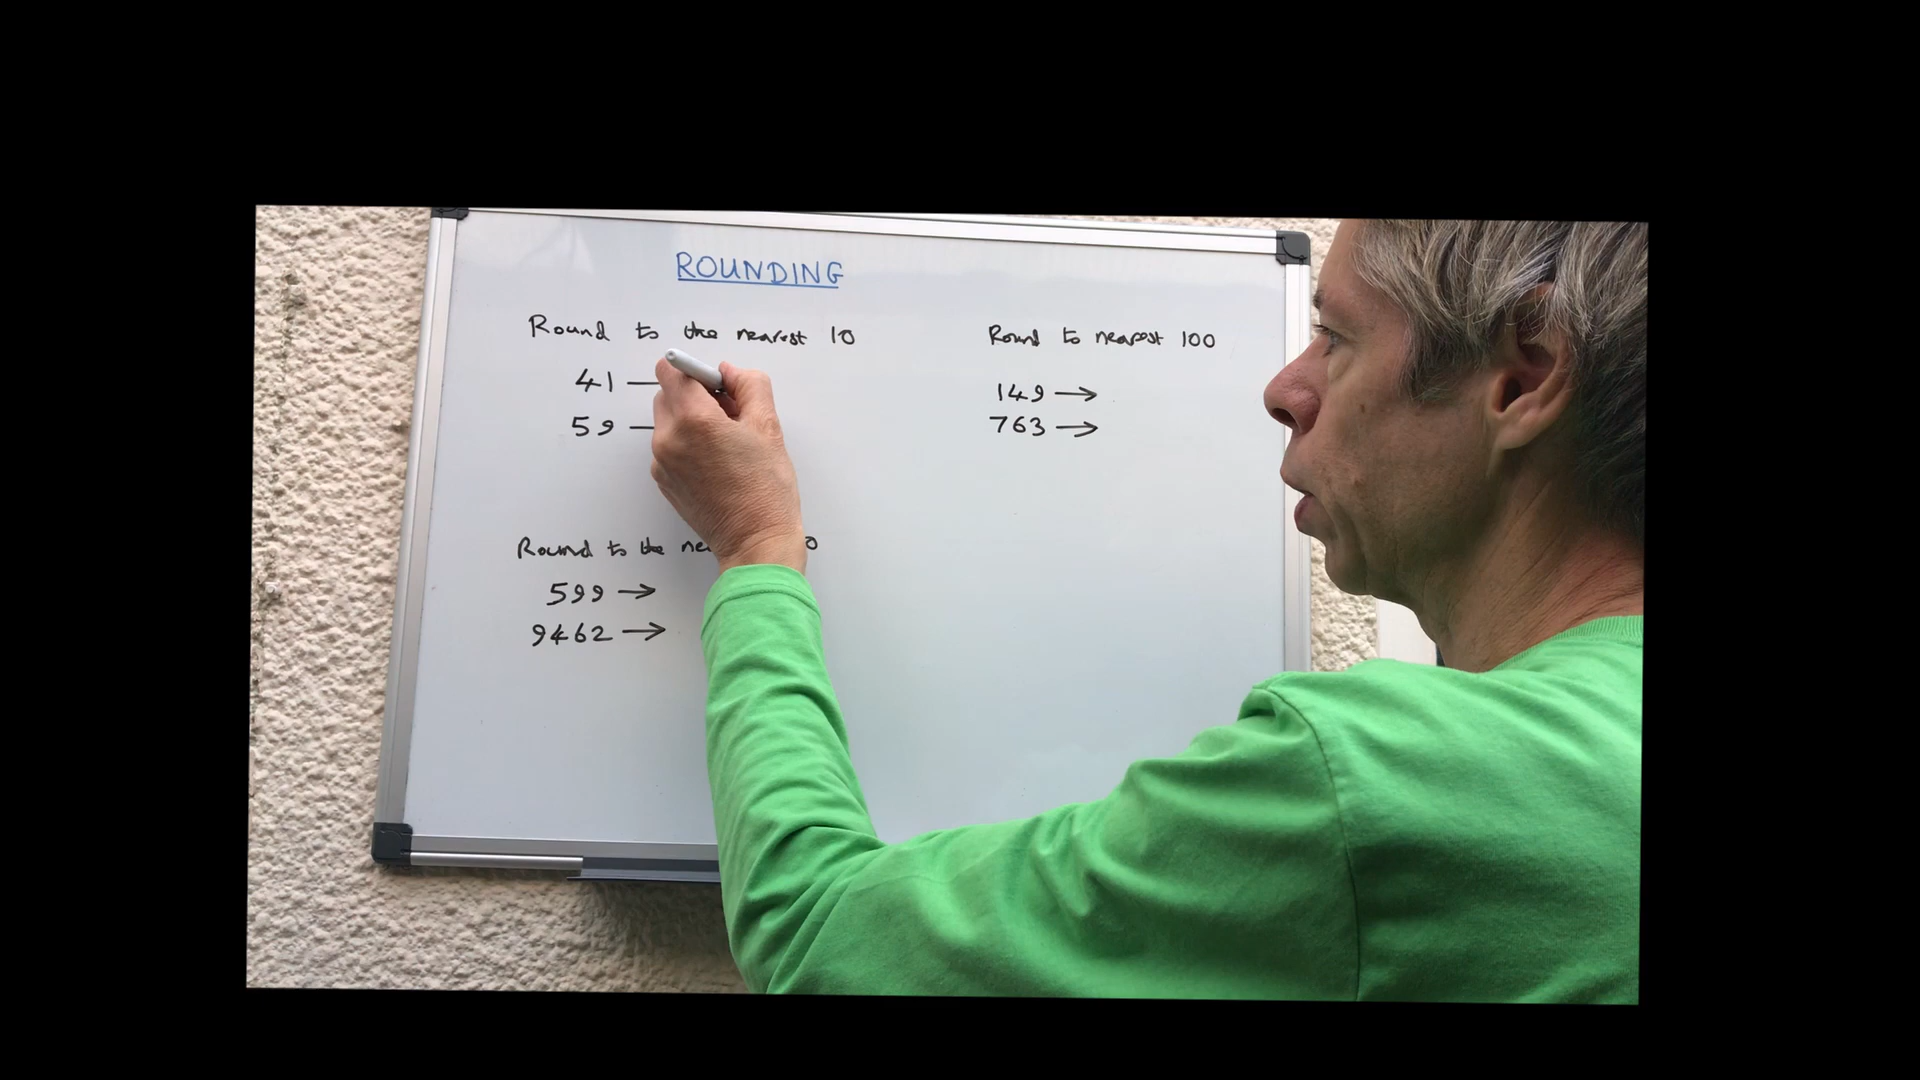 ROUNDING
Round to the nearest 10
41 —
59 —
Round to nearest 100
149 →
763 →
Round to the
599 →
9462 →